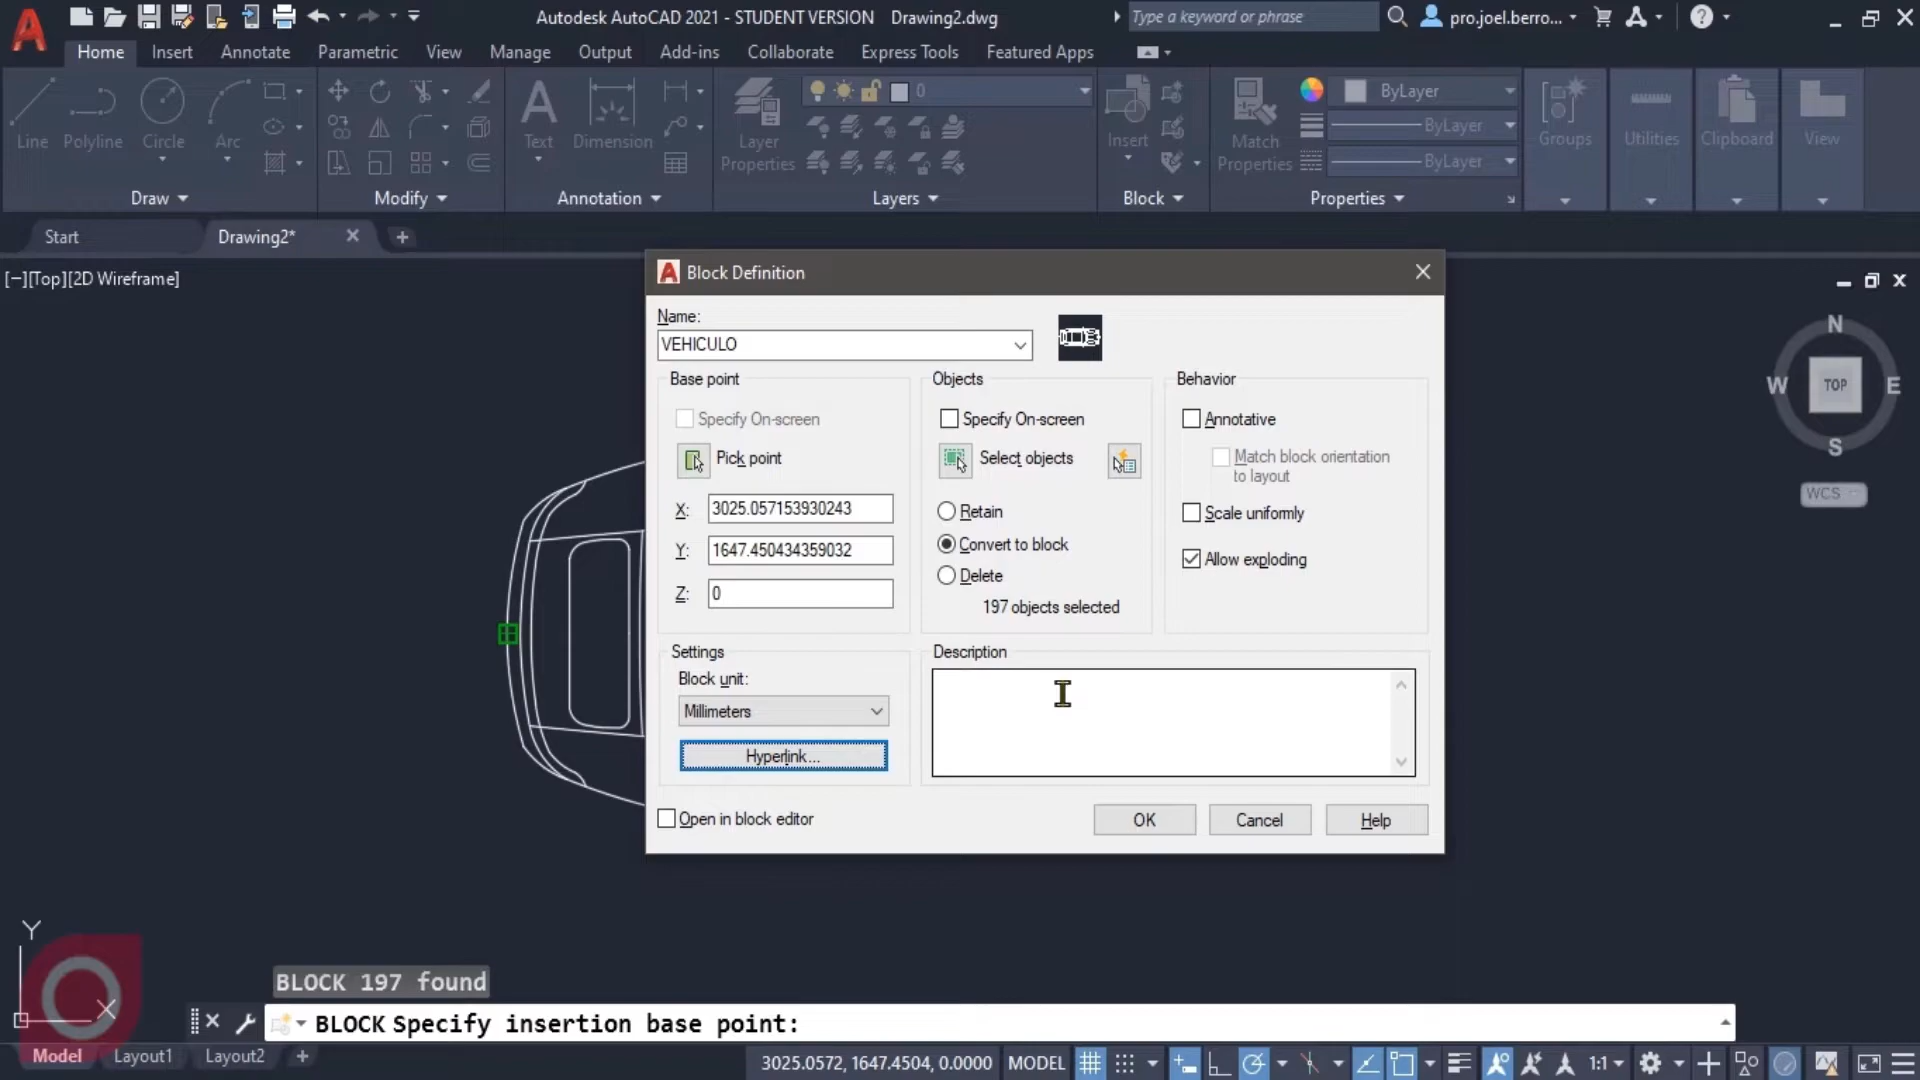 Autodesk AutoCAD 2021 - STUDENT VERSION Drawing2.dwg
Type a keyword or phrase
pro.joel.berro...
Home Insert Annotate Parametric View Manage Output Add-ins Collaborate Express Tools Featured Apps
Line Polyline Circle Arc
Text Dimension
Layer Properties
0
Insert
Match Properties
ByLayer
ByLayer
ByLayer
Groups Utilities Clipboard View
Draw Modify Annotation Layers Block Properties
Start Drawing2*
[−][Top][2D Wireframe]
N
W TOP E
S
WCS
Block Definition
Name:
VEHICULO
Base point
Specify On-screen
Pick point
X: 3025.057153930243
Y: 1647.450434359032
Z: 0
Objects
Specify On-screen
Select objects
Retain
Convert to block
Delete
197 objects selected
Behavior
Annotative
Match block orientation
to layout
Scale uniformly
Allow exploding
Settings
Block unit:
Millimeters
Hyperlink...
Description
Open in block editor
OK Cancel Help
Y
X
BLOCK 197 found
BLOCK Specify insertion base point:
Model Layout1 Layout2
3025.0572, 1647.4504, 0.0000 MODEL 1:1